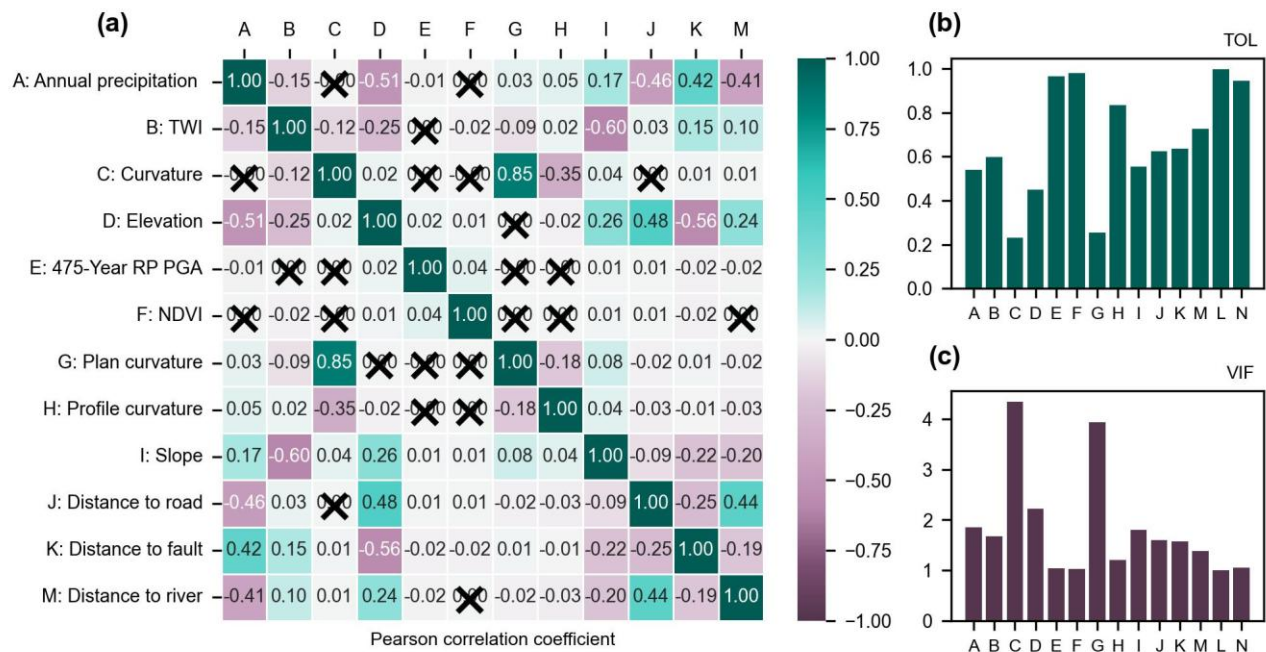 (a)
A B C D E F G H I J K M
A: Annual precipitation 1.00 -0.15 -0.51 -0.01 0.03 0.05 0.17 -0.46 0.42 -0.41
B: TWI -0.15 1.00 -0.12 -0.25 -0.02 -0.09 0.02 -0.60 0.03 0.15 0.10
C: Curvature -0.12 1.00 0.02 0.85 -0.35 0.04 0.01 0.01
D: Elevation -0.51 -0.25 0.02 1.00 0.02 0.01 -0.02 0.26 0.48 -0.56 0.24
E: 475-Year RP PGA -0.01 0.02 1.00 0.04 0.01 0.01 -0.02 -0.02
F: NDVI -0.02 0.01 0.04 1.00 0.01 0.01 -0.02
G: Plan curvature 0.03 -0.09 0.85 1.00 -0.18 0.08 -0.02 0.01 -0.02
H: Profile curvature 0.05 0.02 -0.35 -0.02 -0.18 1.00 0.04 -0.03 -0.01 -0.03
I: Slope 0.17 -0.60 0.04 0.26 0.01 0.01 0.08 0.04 1.00 -0.09 -0.22 -0.20
J: Distance to road -0.46 0.03 0.48 0.01 0.01 -0.02 -0.03 -0.09 1.00 -0.25 0.44
K: Distance to fault 0.42 0.15 0.01 -0.56 -0.02 -0.02 0.01 -0.01 -0.22 -0.25 1.00 -0.19
M: Distance to river -0.41 0.10 0.01 0.24 -0.02 -0.02 -0.03 -0.20 0.44 -0.19 1.00
Pearson correlation coefficient
1.00
0.75
0.50
0.25
0.00
−0.25
−0.50
−0.75
−1.00
(b)
TOL
1.0
0.8
0.6
0.4
0.2
0.0
A B C D E F G H I J K M L N
(c)
VIF
4
3
2
1
0
A B C D E F G H I J K M L N